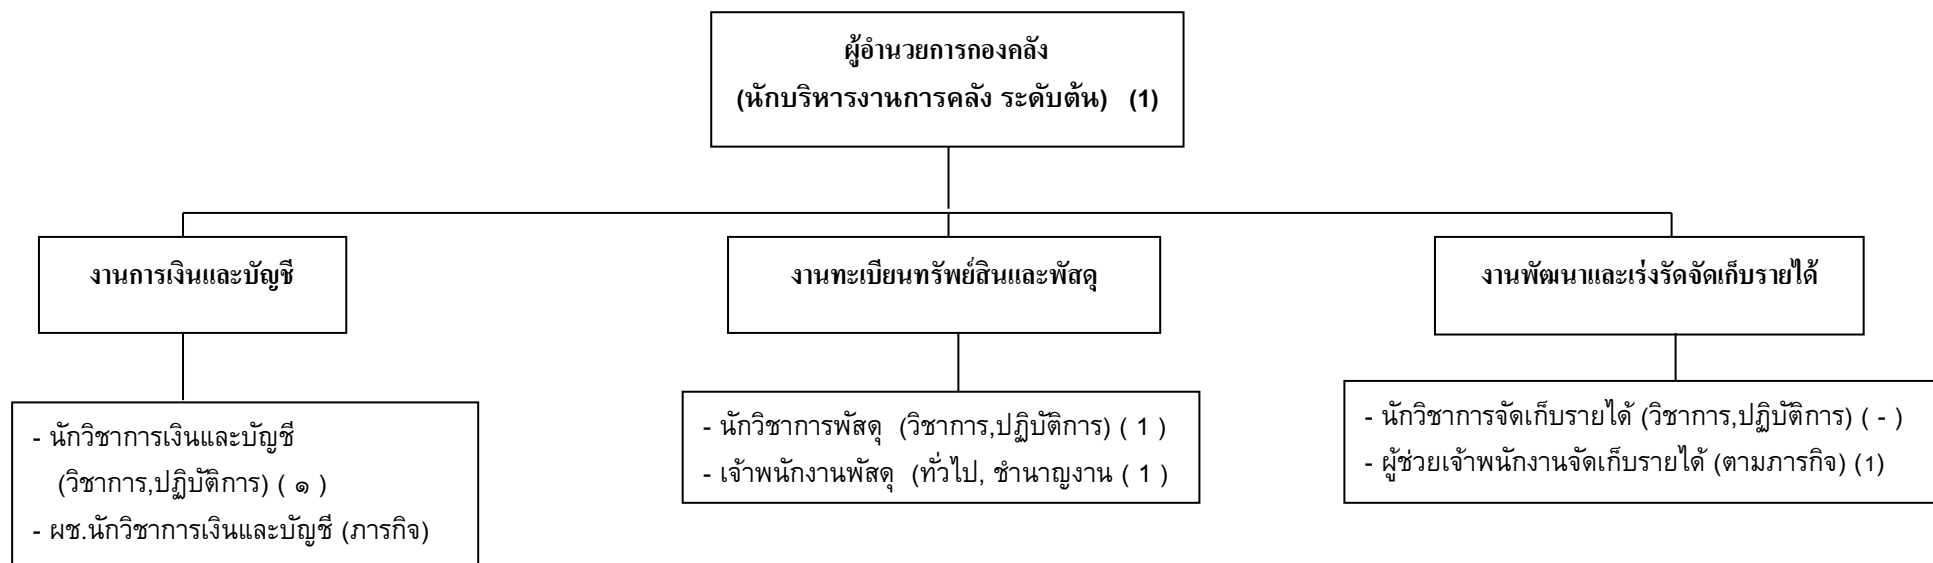 ผู้อำนวยการกองคลัง
(นักบริหารงานการคลัง ระดับต้น) (1)
งานการเงินและบัญชี
งานทะเบียนทรัพย์สินและพัสดุ
งานพัฒนาและเร่งรัดจัดเก็บรายได้
- นักวิชาการเงินและบัญชี
(วิชาการ,ปฏิบัติการ) ( ๑ )
- ผช.นักวิชาการเงินและบัญชี (ภารกิจ)
- นักวิชาการพัสดุ (วิชาการ,ปฏิบัติการ) ( 1 )
- เจ้าพนักงานพัสดุ (ทั่วไป, ชำนาญงาน ( 1 )
- นักวิชาการจัดเก็บรายได้ (วิชาการ,ปฏิบัติการ) ( - )
- ผู้ช่วยเจ้าพนักงานจัดเก็บรายได้ (ตามภารกิจ) (1)